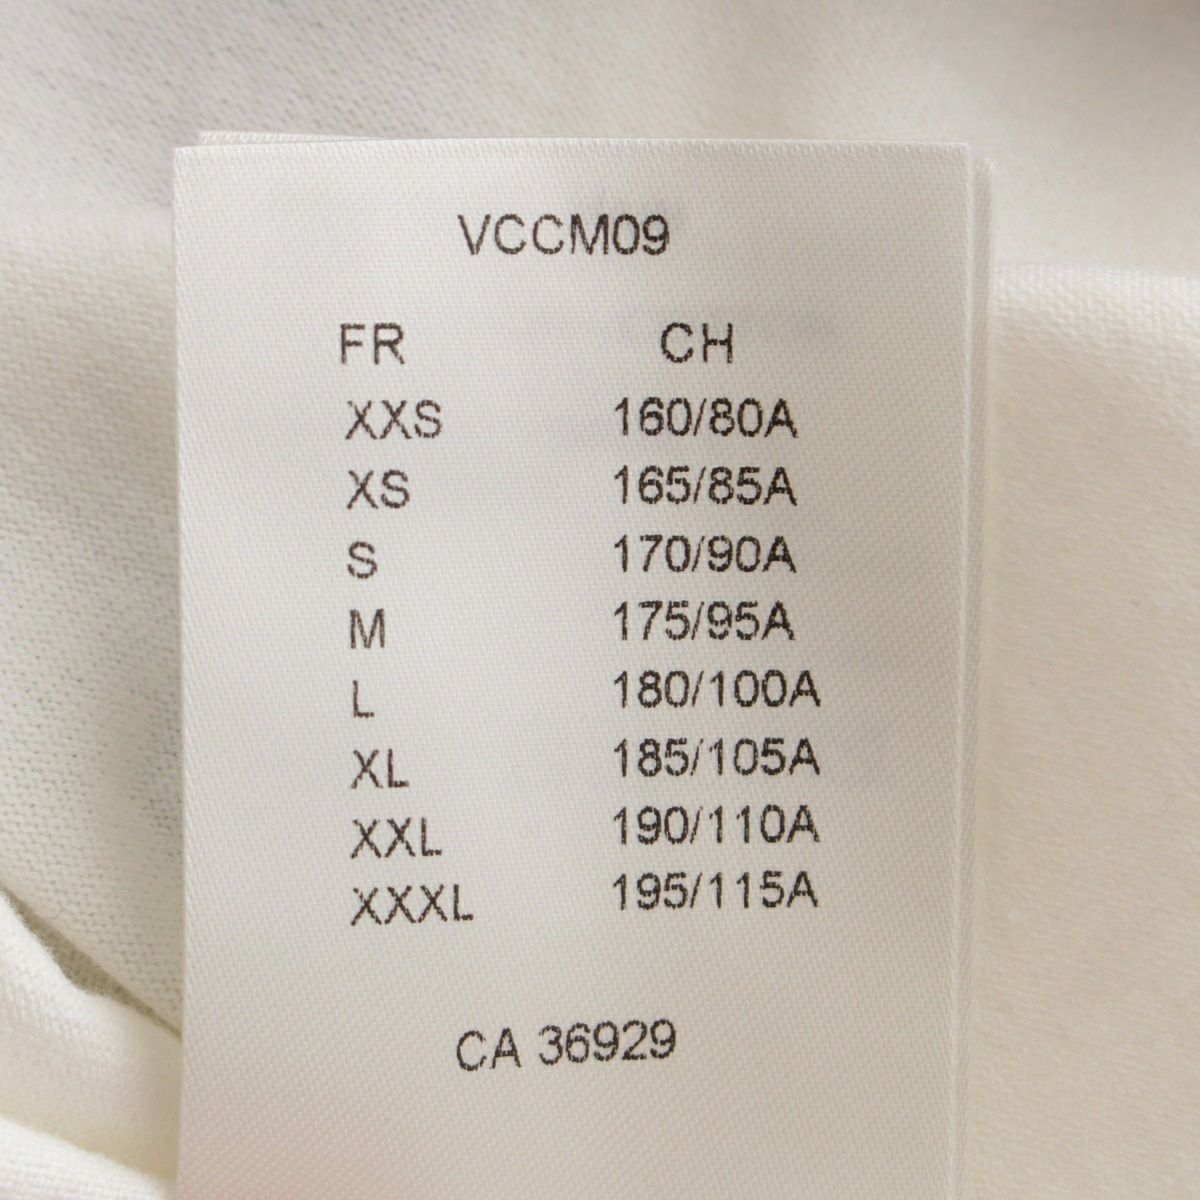 VCCM09
FR CH
XXS 160/80A
XS 165/85A
S 170/90A
M 175/95A
L 180/100A
XL 185/105A
XXL 190/110A
XXXL 195/115A
CA 36929